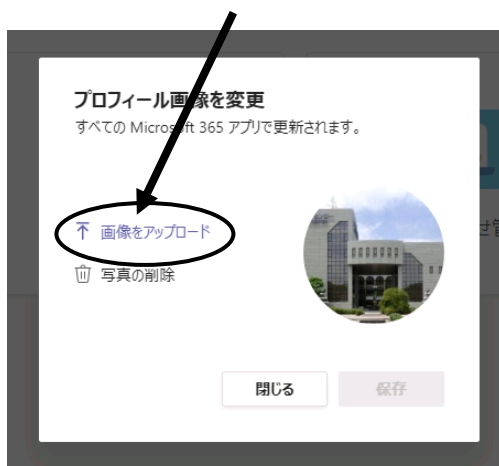 プロフィール画像を変更
すべての Microsoft 365 アプリで更新されます。
画像をアップロード
写真の削除
閉じる
保存